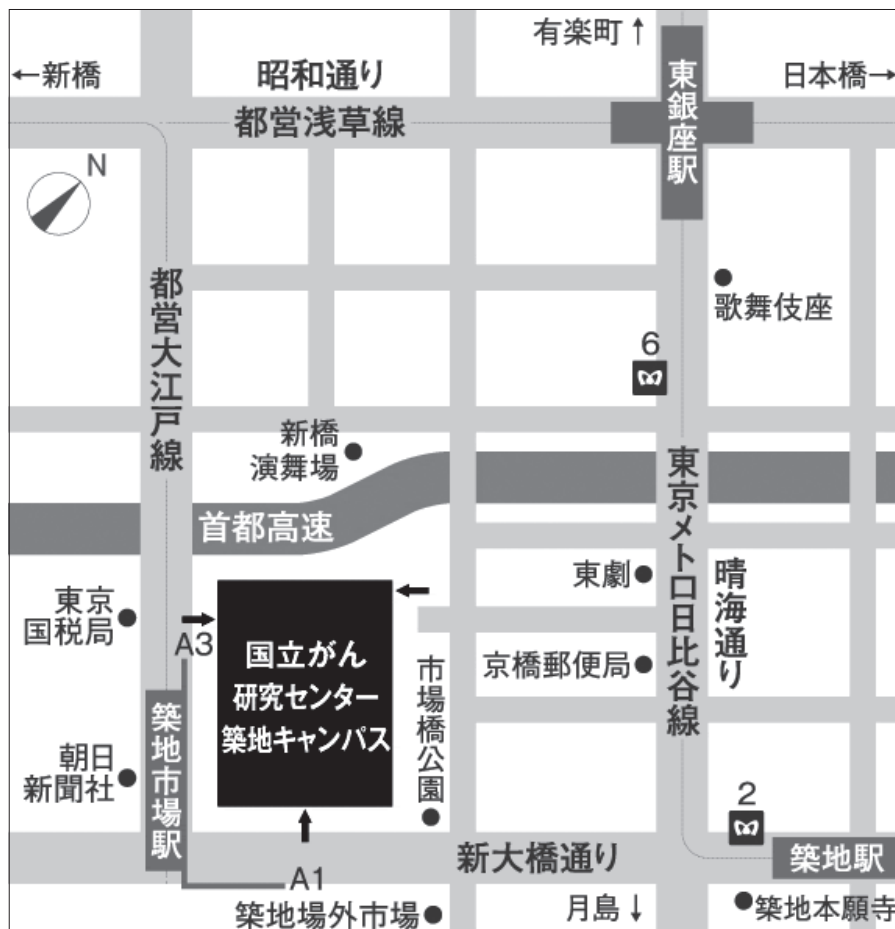 有楽町↑
←新橋
昭和通り
日本橋→
都営浅草線
東銀座駅
N
都営大江戸線
歌舞伎座
6
新橋
演舞場
首都高速
東京メトロ日比谷線
晴海通り
東劇
東京
国税局
A3
国立がん
研究センター
築地キャンパス
市場橋公園
京橋郵便局
築地市場駅
朝日
新聞社
2
新大橋通り
築地駅
A1
築地場外市場
月島↓
築地本願寺